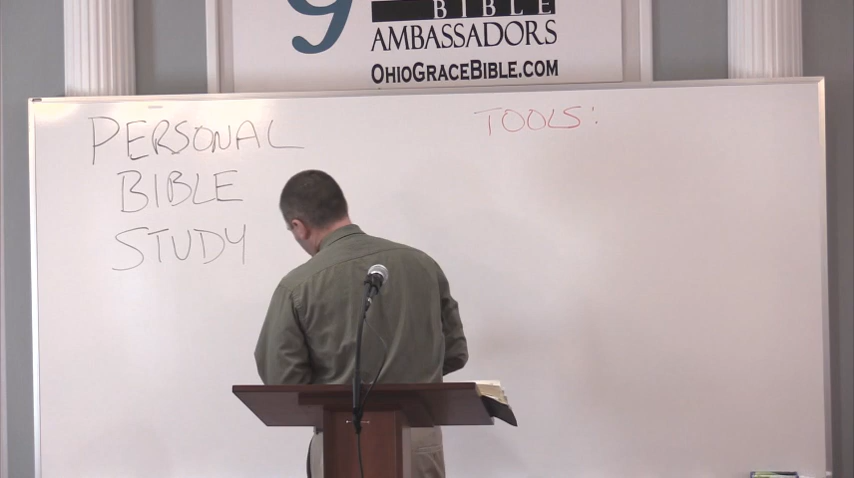 BIBLE
AMBASSADORS
OHIOGRACEBIBLE.COM
PERSONAL
BIBLE
STUDY
TOOLS: